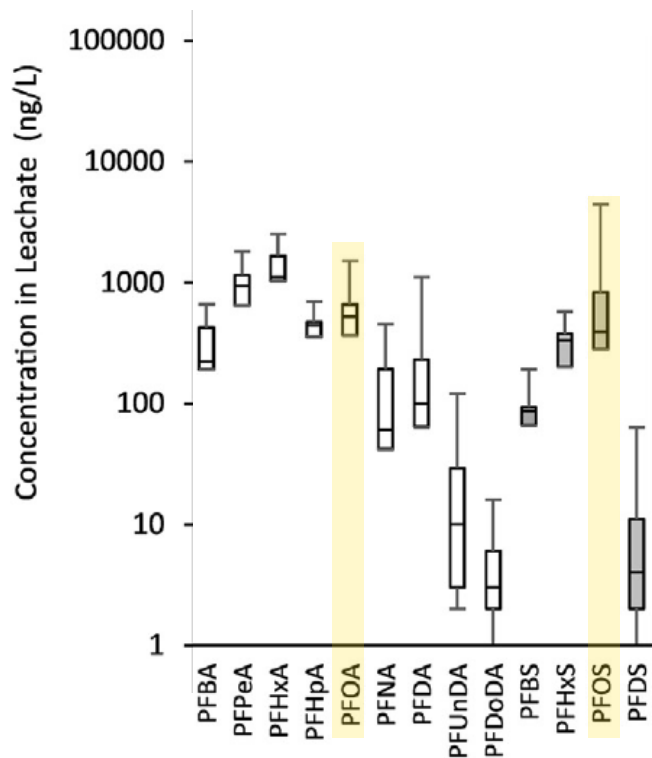 Concentration in Leachate (ng/L)
100000
10000
1000
100
10
1
PFBA
PFPeA
PFHxA
PFHpA
PFOA
PFNA
PFDA
PFUnDA
PFDoDA
PFBS
PFHxS
PFOS
PFDS